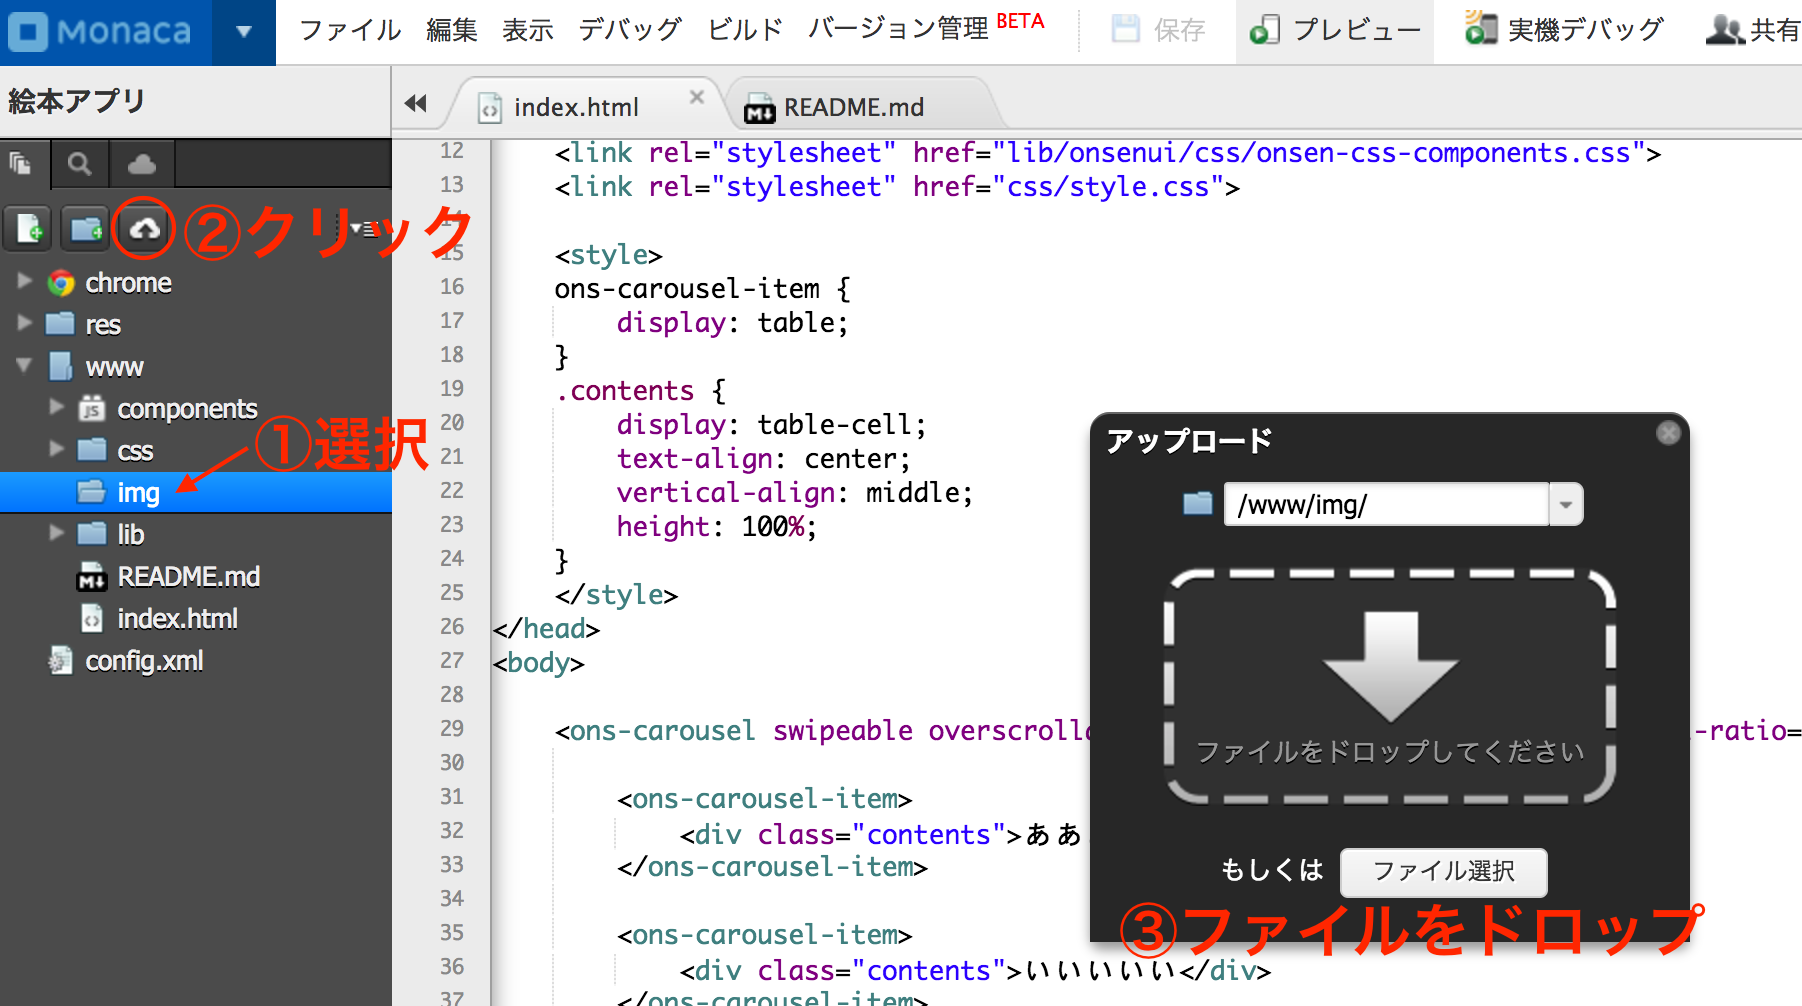 Monaca ファイル 編集 表示 デバッグ ビルド バージョン管理 BETA 保存 プレビュー 実機デバッグ 共有
絵本アプリ
index.html README.md
②クリック
chrome
res
www
components
css
①選択
img
lib
README.md
index.html
config.xml
12 <link rel="stylesheet" href="lib/onsenui/css/onsen-css-components.css">
13 <link rel="stylesheet" href="css/style.css">
14
15 <style>
16 ons-carousel-item {
17 display: table;
18 }
19 .contents {
20 display: table-cell;
21 text-align: center;
22 vertical-align: middle;
23 height: 100%;
24 }
25 </style>
26 </head>
27 <body>
28
29 <ons-carousel swipeable -ratio=
30
31 <ons-carousel-item>
32 <div class="contents">ああ
33 </ons-carousel-item>
34
35 <ons-carousel-item>
36 <div class="contents">いいいいい</div>
37 </ons-carousel-item>
アップロード
/www/img/
ファイルをドロップしてください
もしくは ファイル選択
③ファイルをドロップ